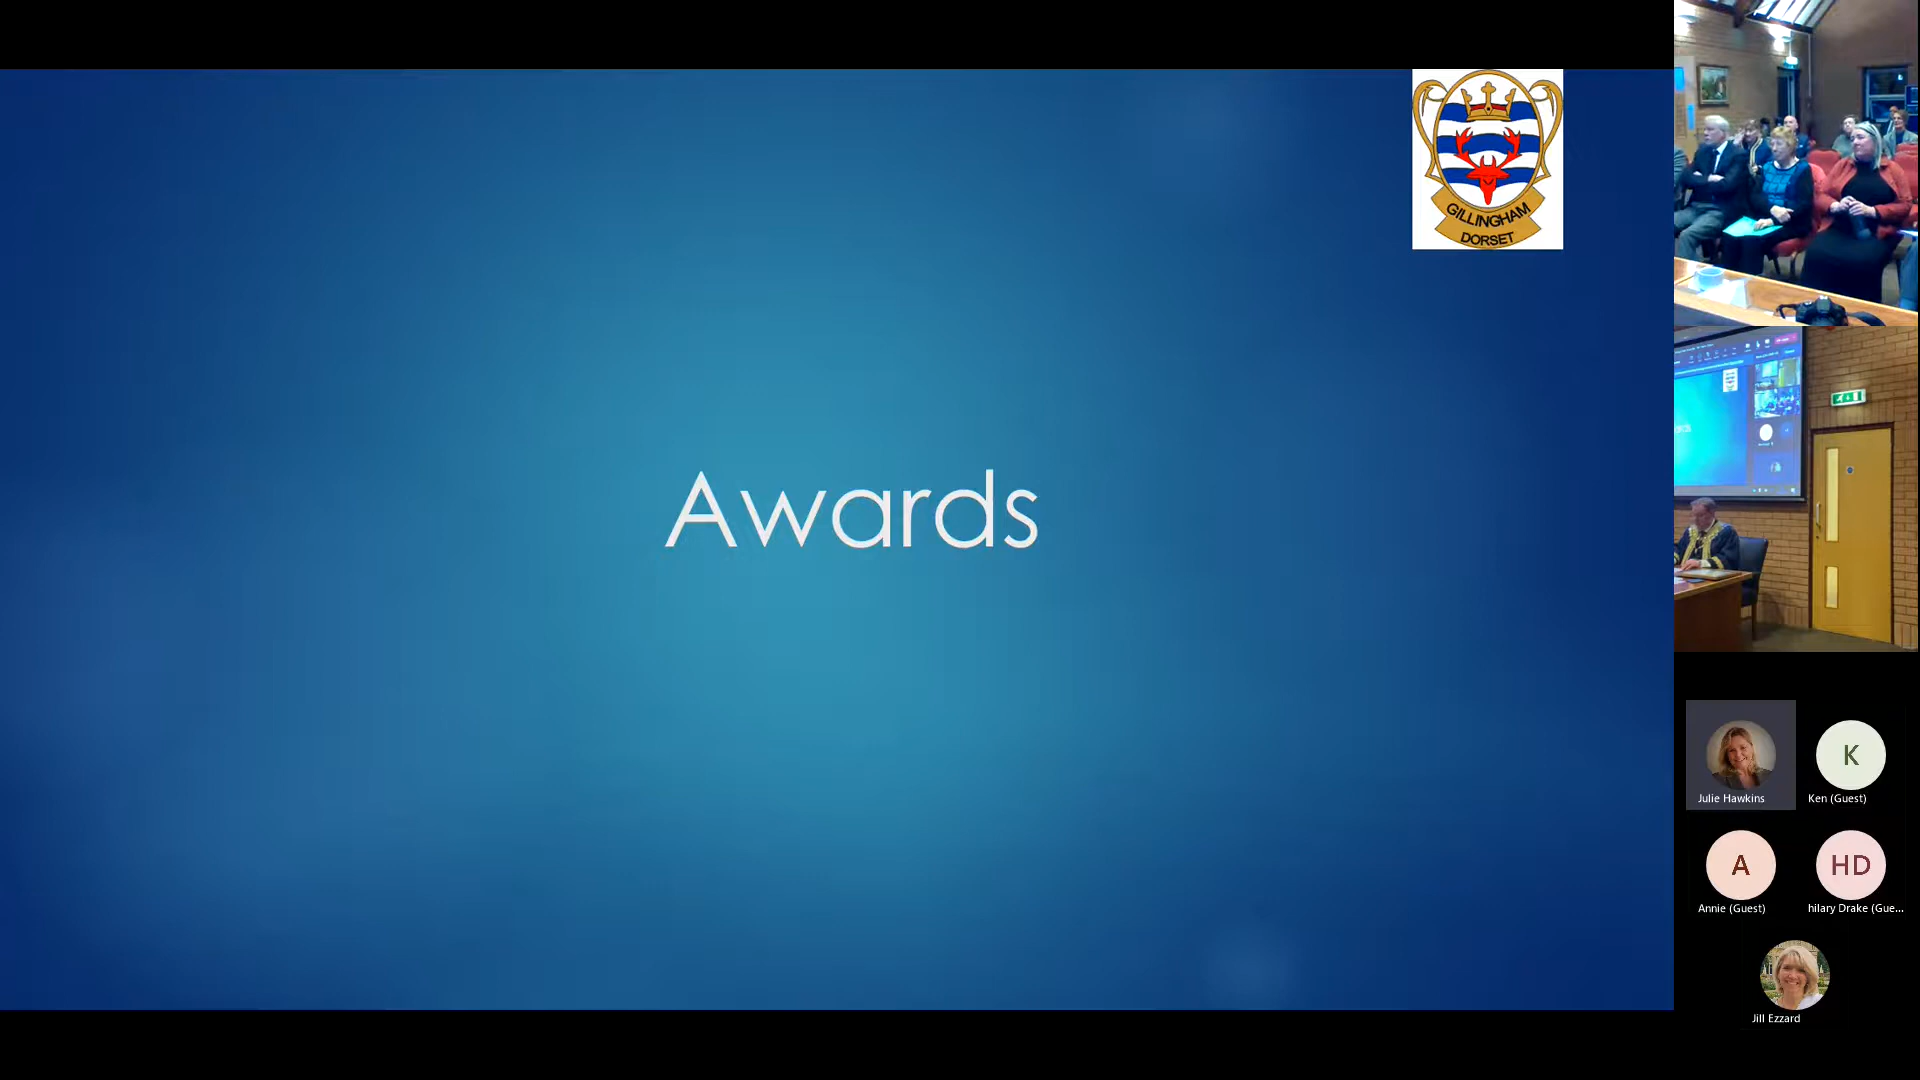 GILLINGHAM
DORSET
Awards
Julie Hawkins
K
Ken (Guest)
A
Annie (Guest)
HD
hilary Drake (Gue...
Jill Ezzard